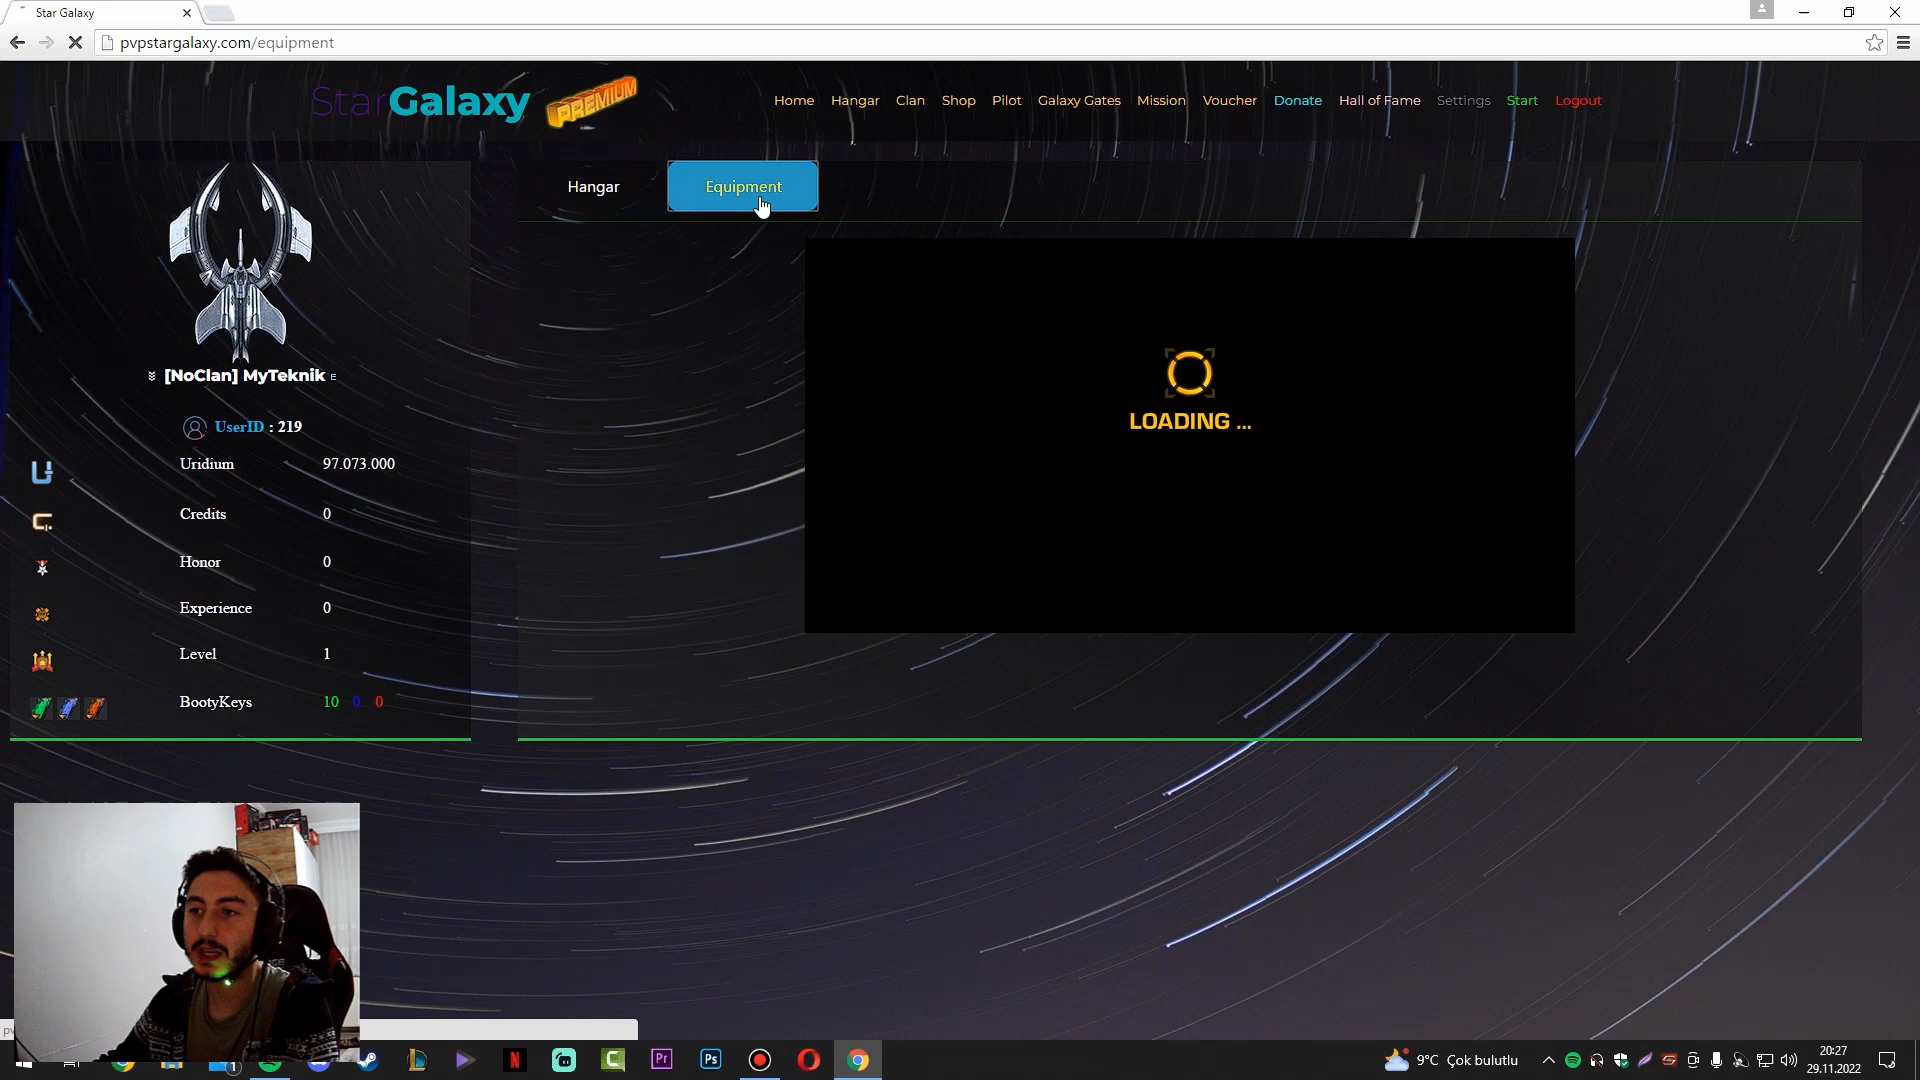 Star Galaxy
pvpstargalaxy.com/equipment
StarGalaxy PREMIUM
Home Hangar Clan Shop Pilot Galaxy Gates Mission Voucher Donate Hall of Fame Settings Start Logout
Hangar Equipment
LOADING ...
[NoClan] MyTeknik E
UserID : 219
Uridium 97.073.000
Credits 0
Honor 0
Experience 0
Level 1
BootyKeys 10 0 0
9°C Çok bulutlu
20:27
29.11.2022